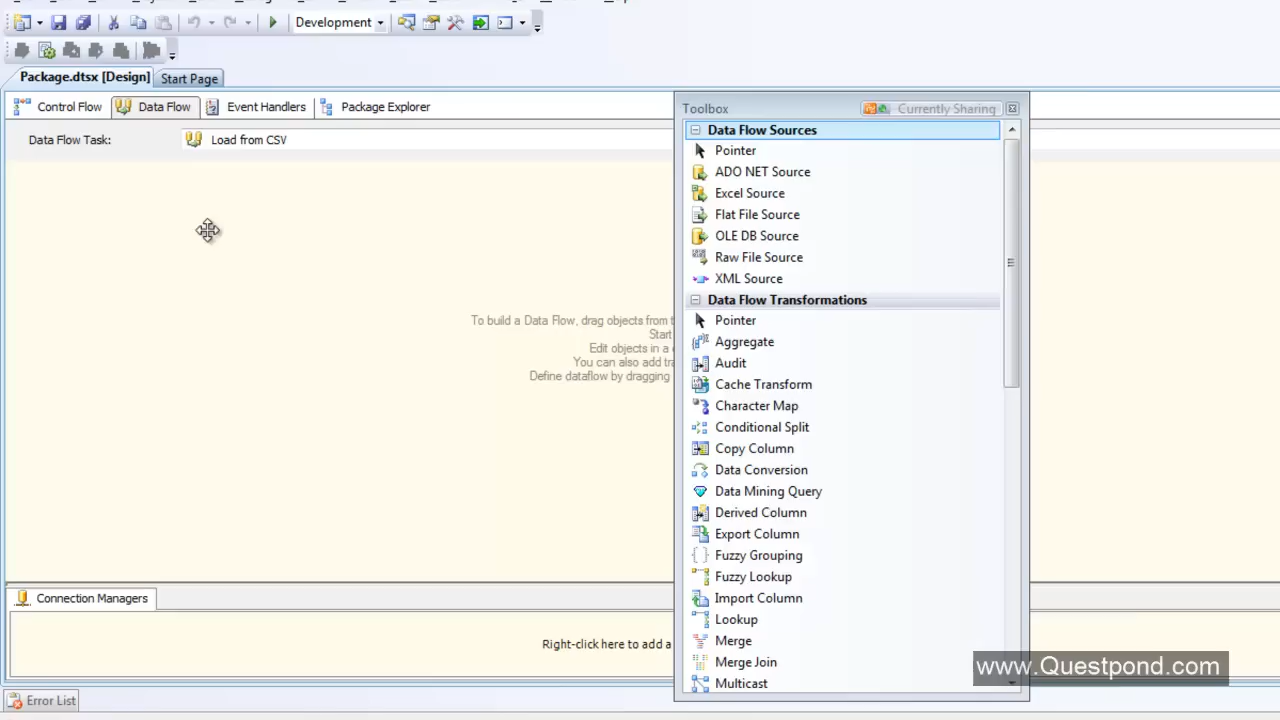 Development
Package.dtsx [Design]
Start Page
Control Flow
Data Flow
Event Handlers
Package Explorer
Data Flow Task:
Load from CSV
To build a Data Flow, drag objects from
Start
Edit objects in a
You can also add
Define dataflow by dragging
Toolbox
Currently Sharing
Data Flow Sources
Pointer
ADO NET Source
Excel Source
Flat File Source
OLE DB Source
Raw File Source
XML Source
Data Flow Transformations
Pointer
Aggregate
Audit
Cache Transform
Character Map
Conditional Split
Copy Column
Data Conversion
Data Mining Query
Derived Column
Export Column
Fuzzy Grouping
Fuzzy Lookup
Import Column
Lookup
Merge
Merge Join
Multicast
Connection Managers
Right-click here to add a
www.Questpond.com
Error List